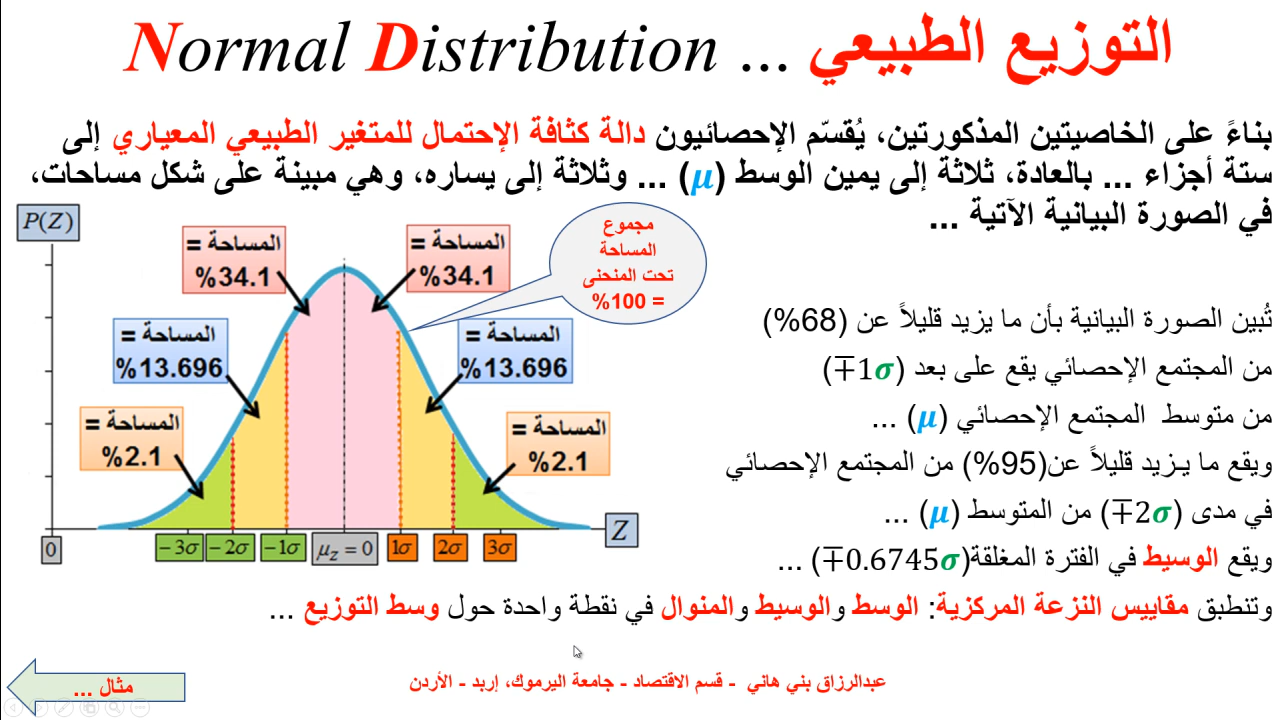 التوزيع الطبيعي ... Normal Distribution
بناءً على الخاصيتين المذكورتين، يُقسّم الإحصائيون دالة كثافة الإحتمال للمتغير الطبيعي المعياري إلى
ستة أجزاء ... بالعادة، ثلاثة إلى يمين الوسط (μ) ... وثلاثة إلى يساره، وهي مبينة على شكل مساحات،
في الصورة البيانية الآتية ...
P(Z)
مجموع
المساحة
تحت المنحنى
= 100%
المساحة =
%34.1
المساحة =
%34.1
المساحة =
%13.696
المساحة =
%13.696
المساحة =
%2.1
المساحة =
%2.1
Z
0
−3σ
−2σ
−1σ
μz = 0
1σ
2σ
3σ
تُبين الصورة البيانية بأن ما يزيد قليلاً عن (68%)
من المجتمع الإحصائي يقع على بعد (∓1σ)
من متوسط المجتمع الإحصائي (μ) ...
ويقع ما يـزيد قليلاً عن(95%) من المجتمع الإحصائي
في مدى (∓2σ) من المتوسط (μ) ...
ويقع الوسيط في الفترة المغلقة(∓0.6745σ) ...
وتنطبق مقاييس النزعة المركزية: الوسط والوسيط والمنوال في نقطة واحدة حول وسط التوزيع ...
عبدالرزاق بني هاني - قسم الاقتصاد - جامعة اليرموك، إربد - الأردن
مثال ...